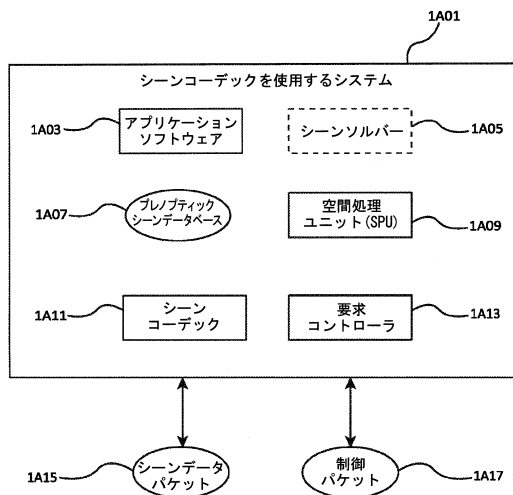 1A01
シーンコーデックを使用するシステム
1A03
アプリケーション
ソフトウェア
シーンソルバー
1A05
1A07
プレノプティック
シーンデータベース
空間処理
ユニット(SPU)
1A09
1A11
シーン
コーデック
要求
コントローラ
1A13
1A15
シーンデータ
パケット
制御
パケット
1A17